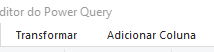 ditor do Power Query
Transformar Adicionar Coluna